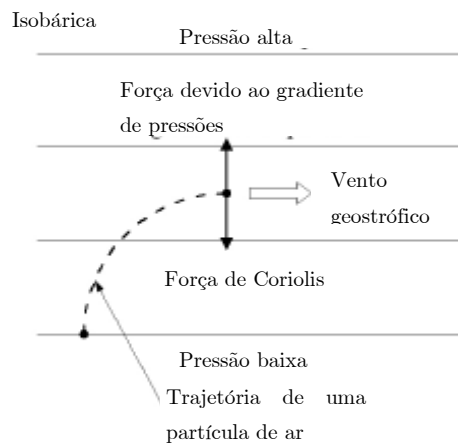 Isobárica
Pressão alta
Força devido ao gradiente
de pressões
Vento
geostrófico
Força de Coriolis
Pressão baixa
Trajetória de uma
partícula de ar